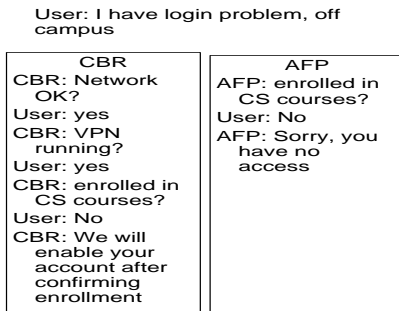 User: I have login problem, off
campus
CBR
CBR: Network
OK?
User: yes
CBR: VPN
running?
User: yes
CBR: enrolled in
CS courses?
User: No
CBR: We will
enable your
account after
confirming
enrollment
AFP
AFP: enrolled in
CS courses?
User: No
AFP: Sorry, you
have no
access